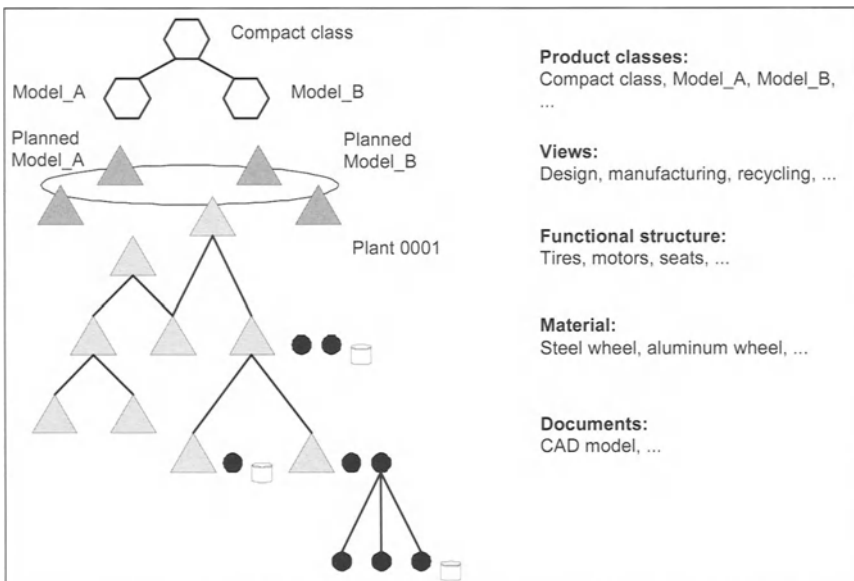 Compact class
Model_A
Model_B
Planned
Model_A
Planned
Model_B
Plant 0001
Product classes:
Compact class, Model_A, Model_B,
...
Views:
Design, manufacturing, recycling, ...
Functional structure:
Tires, motors, seats, ...
Material:
Steel wheel, aluminum wheel, ...
Documents:
CAD model, ...